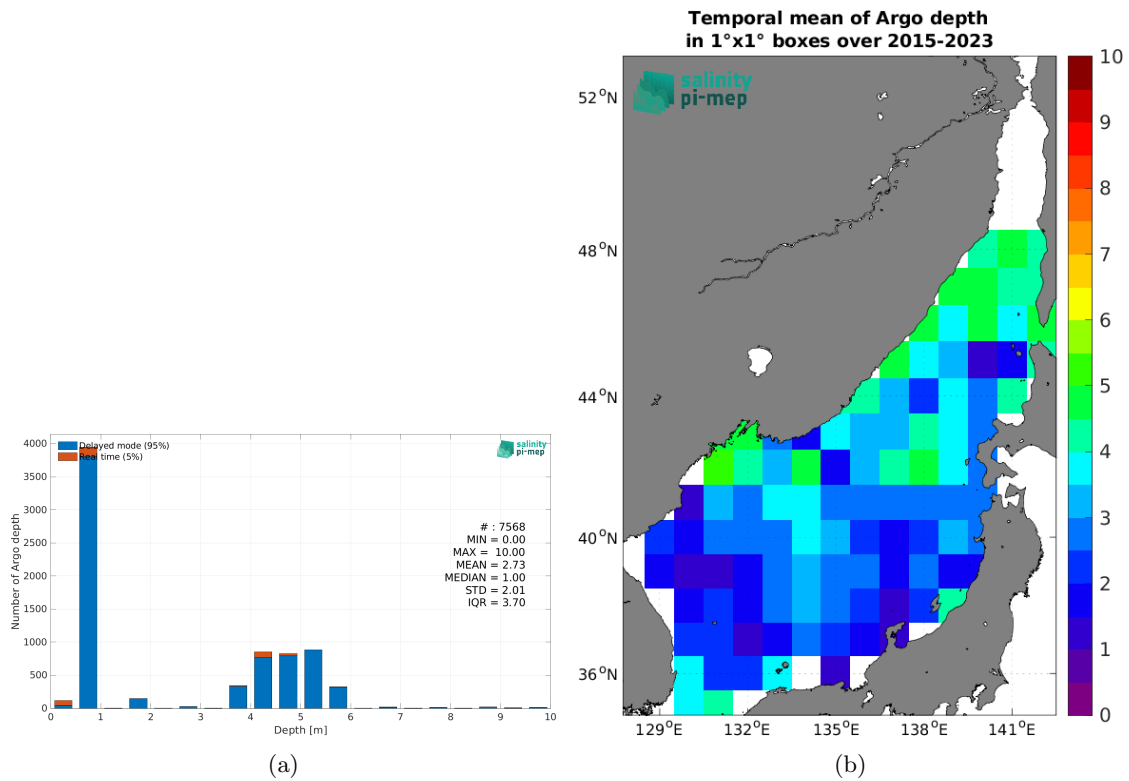 4000
3500
3000
2500
2000
1500
1000
500
0
Number of Argo depth
Delayed mode (95%)
Real time (5%)
salinity
pi-mep
# : 7568
MIN = 0.00
MAX = 10.00
MEAN = 2.73
MEDIAN = 1.00
STD = 2.01
IQR = 3.70
0 1 2 3 4 5 6 7 8 9 10
Depth [m]
(a)
Temporal mean of Argo depth
in 1°x1° boxes over 2015-2023
salinity
pi-mep
52°N
48°N
44°N
40°N
36°N
129°E 132°E 135°E 138°E 141°E
10
9
8
7
6
5
4
3
2
1
0
(b)